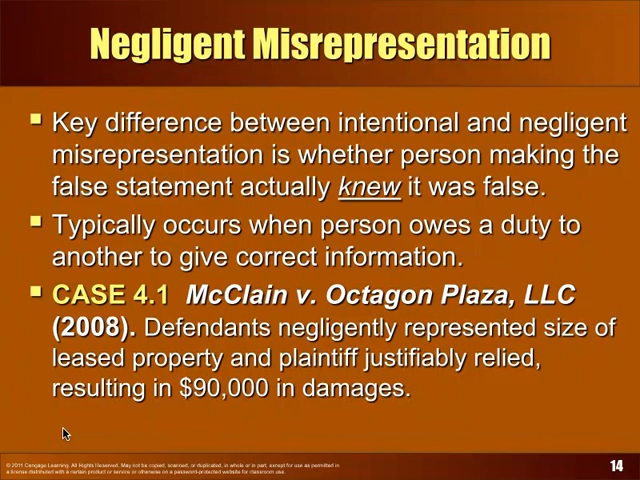 Negligent Misrepresentation
Key difference between intentional and negligent
misrepresentation is whether person making the
false statement actually knew it was false.
Typically occurs when person owes a duty to
another to give correct information.
CASE 4.1 McClain v. Octagon Plaza, LLC
(2008). Defendants negligently represented size of
leased property and plaintiff justifiably relied,
resulting in $90,000 in damages.
© 2011 Cengage Learning. All Rights Reserved. May not be copied, scanned, or duplicated, in whole or in part, except for use as permitted in
a license distributed with a certain product or service or otherwise on a password-protected website for classroom use.
14